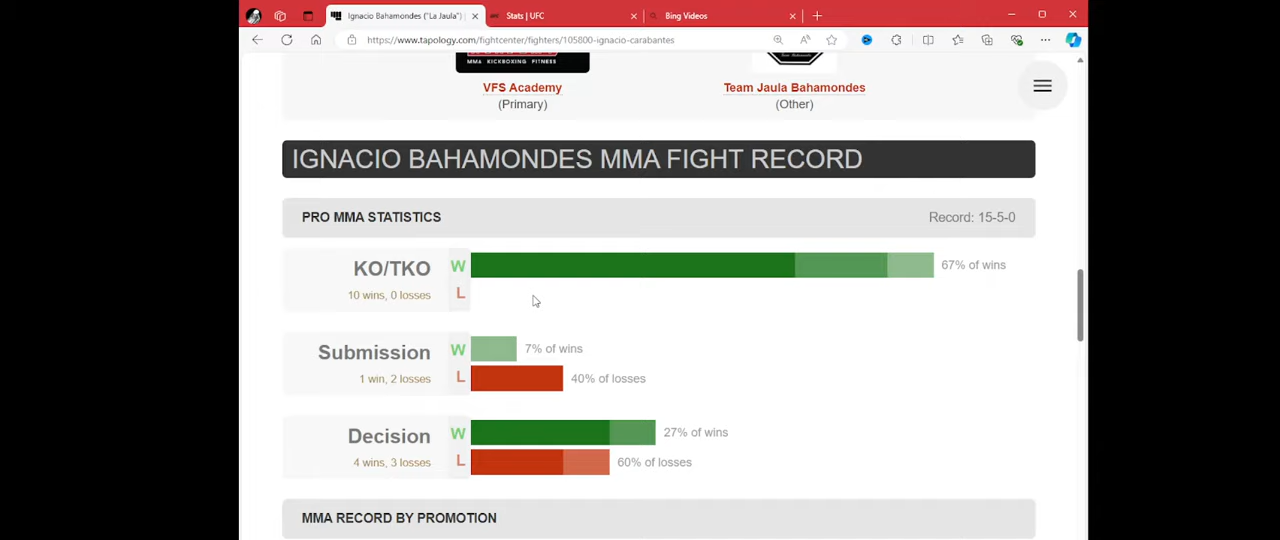 Ignacio Bahamondes ("La Jaula") |
Stats | UFC
Bing Videos
https://www.tapology.com/fightcenter/fighters/105800-ignacio-carabantes
MMA KICKBOXING FITNESS
VFS Academy
(Primary)
Team Jaula Bahamondes
(Other)
IGNACIO BAHAMONDES MMA FIGHT RECORD
PRO MMA STATISTICS
Record: 15-5-0
KO/TKO
10 wins, 0 losses
W
67% of wins
L
Submission
1 win, 2 losses
W
7% of wins
L
40% of losses
Decision
4 wins, 3 losses
W
27% of wins
L
60% of losses
MMA RECORD BY PROMOTION